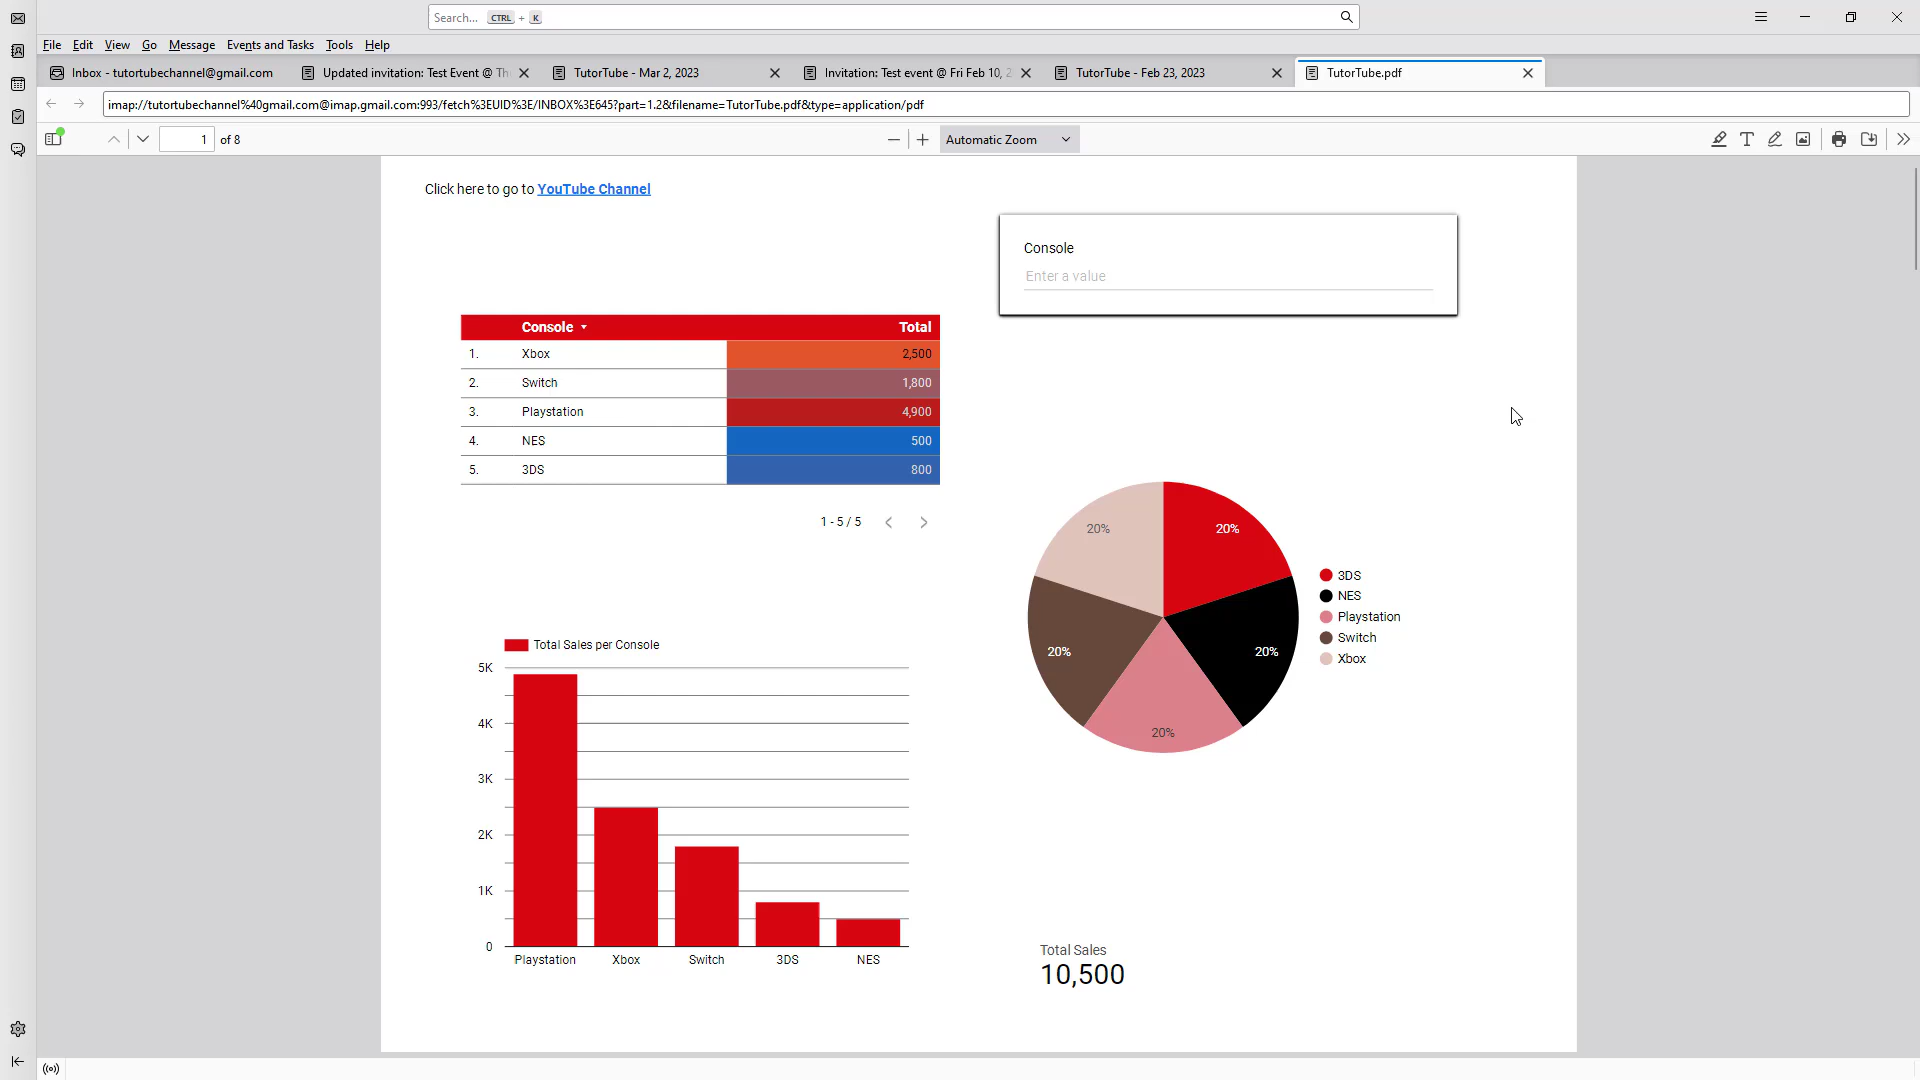 Search... CTRL + K
File Edit View Go Message Events and Tasks Tools Help
Inbox - tutortubechannel@gmail.com
Updated invitation: Test Event @ Th
TutorTube - Mar 2, 2023
Invitation: Test event @ Fri Feb 10, 2
TutorTube - Feb 23, 2023
TutorTube.pdf
imap://tutortubechannel%40gmail.com@imap.gmail.com:993/fetch%3EUID%3E/INBOX%3E645?part=1.2&filename=TutorTube.pdf&type=application/pdf
1 of 8
Automatic Zoom
Click here to go to YouTube Channel
Console
Enter a value
Console Total
1. Xbox 2,500
2. Switch 1,800
3. Playstation 4,900
4. NES 500
5. 3DS 800
1 - 5 / 5
20%
20%
20%
20%
20%
3DS
NES
Playstation
Switch
Xbox
Total Sales per Console
5K
4K
3K
2K
1K
0
Playstation Xbox Switch 3DS NES
Total Sales
10,500